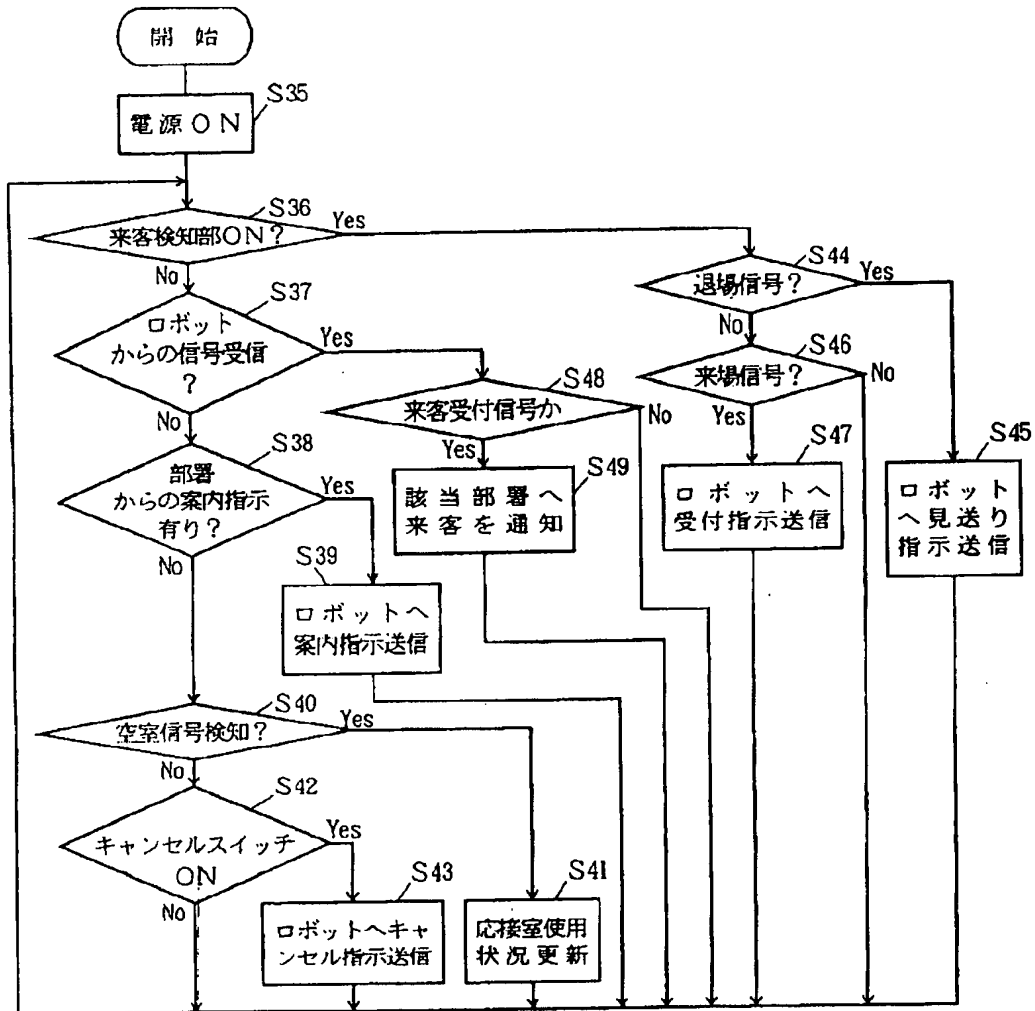 開始
S35
電源ON
S36
来客検知部ON?
Yes
No
S44
退場信号?
Yes
No
S37
ロボット
からの信号受信
?
Yes
No
S46
来場信号?
No
Yes
S48
来客受付信号か
No
Yes
S38
部署
からの案内指示
有り?
Yes
No
S49
該当部署へ
来客を通知
S47
ロボットへ
受付指示送信
S45
ロボット
へ見送り
指示送信
S39
ロボットへ
案内指示送信
S40
空室信号検知?
Yes
No
S42
キャンセルスイッチ
ON
Yes
No
S43
ロボットへキャ
ンセル指示送信
S41
応接室使用
状況更新